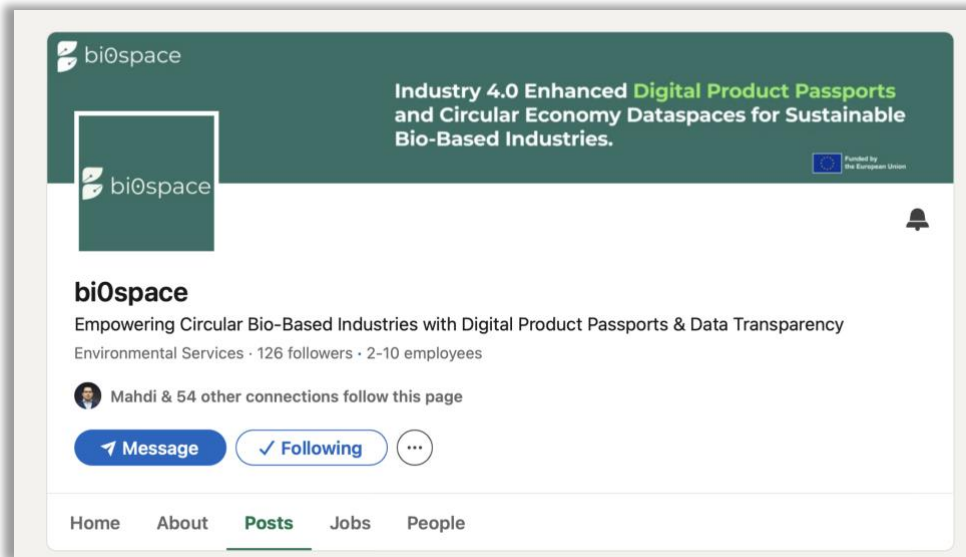 bi0space
Industry 4.0 Enhanced Digital Product Passports
and Circular Economy Dataspaces for Sustainable
Bio-Based Industries.
Funded by
the European Union
bi0space
bi0space
Empowering Circular Bio-Based Industries with Digital Product Passports & Data Transparency
Environmental Services · 126 followers · 2-10 employees
Mahdi & 54 other connections follow this page
Message
Following
Home About Posts Jobs People